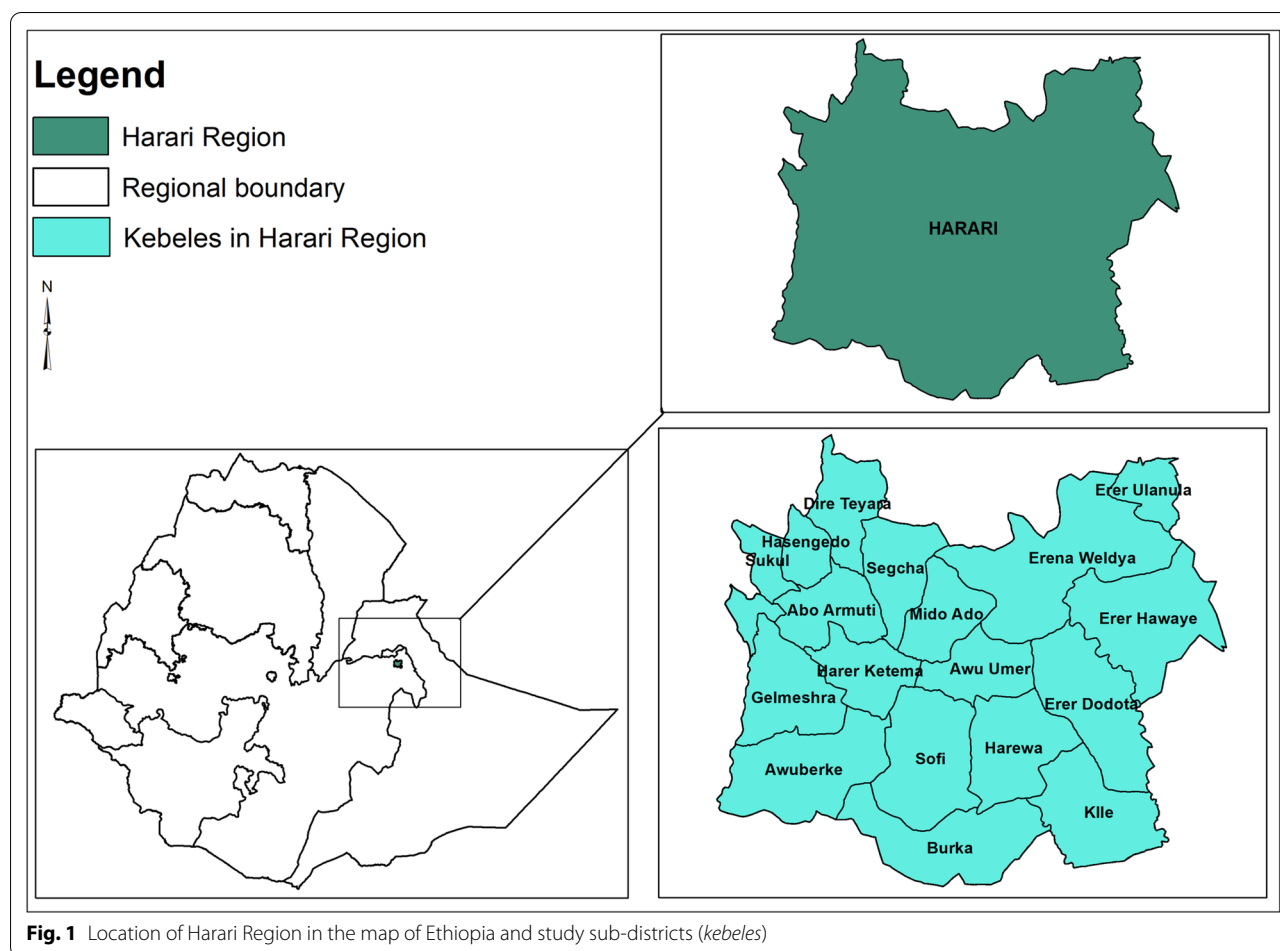 Legend
Harari Region
Regional boundary
Kebeles in Harari Region
N
HARARI
Erer Ulanula
Dire Teyara
Hasengedo
Sukul
Segcha
Erena Weldya
Abo Armuti
Mido Ado
Erer Hawaye
Harer Ketema
Awu Umer
Gelmeshra
Erer Dodota
Harewa
Sofi
Awuberke
Klle
Burka
Fig. 1 Location of Harari Region in the map of Ethiopia and study sub-districts (kebeles)